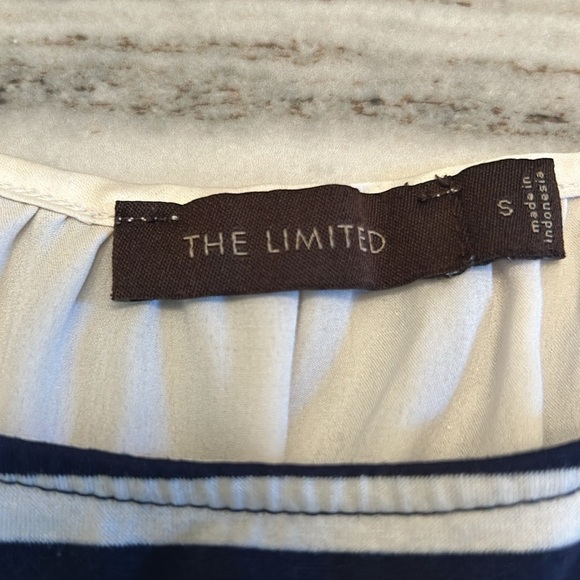 THE LIMITED
S
made in
indonesia